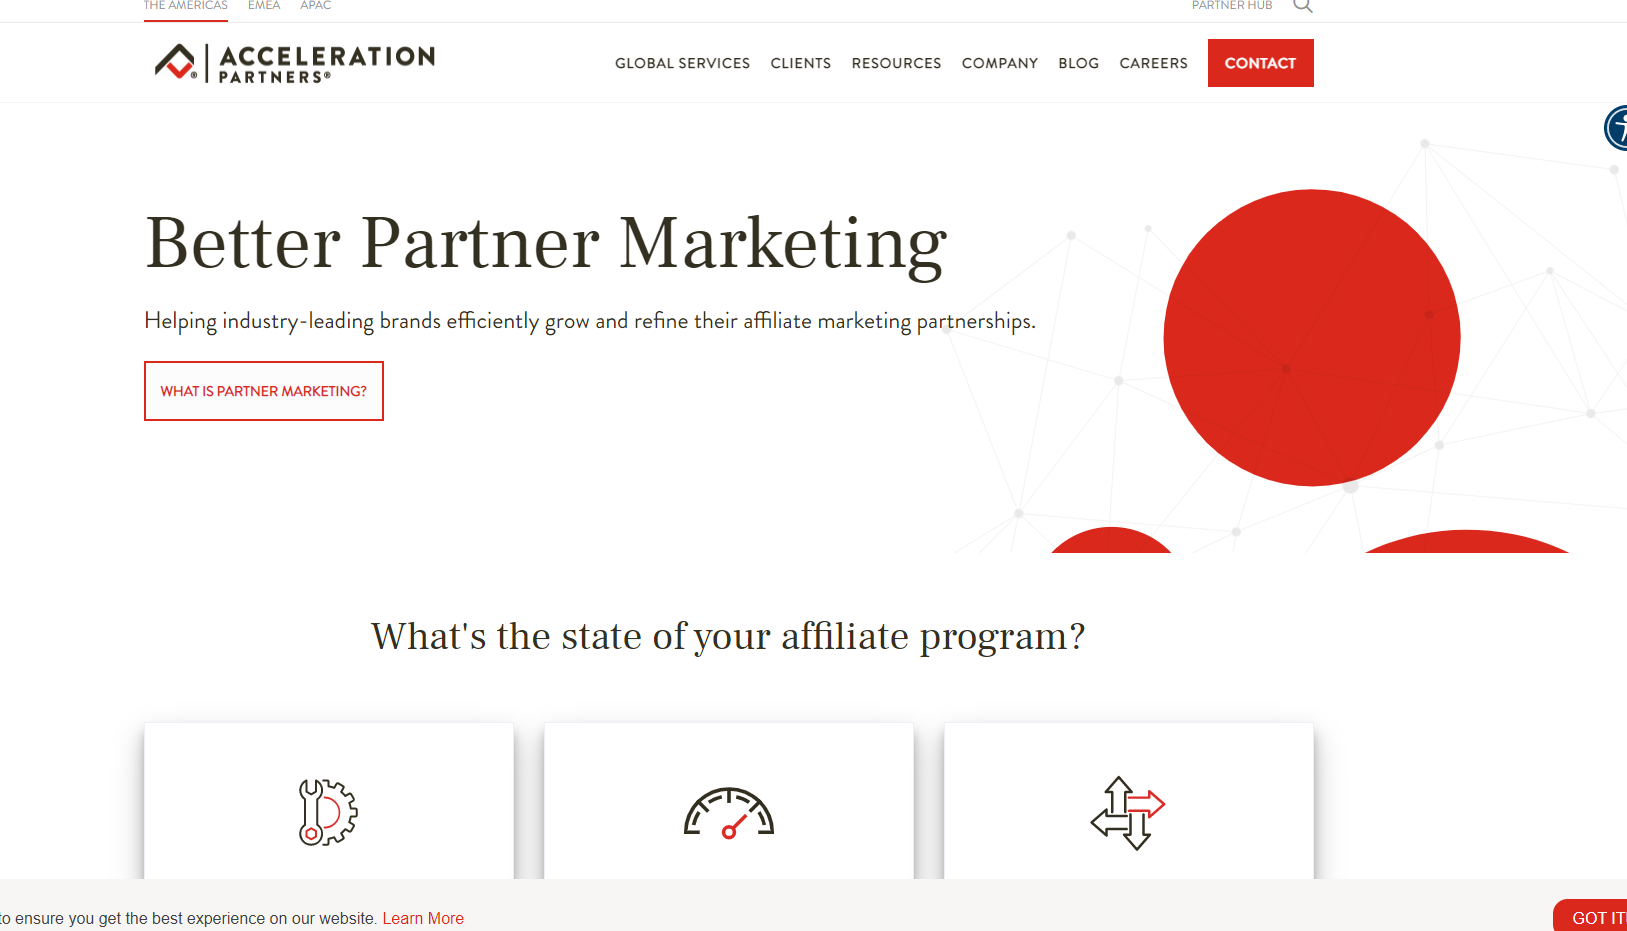 THE AMERICAS EMEA APAC PARTNER HUB
ACCELERATION
PARTNERS®
GLOBAL SERVICES CLIENTS RESOURCES COMPANY BLOG CAREERS CONTACT
Better Partner Marketing
Helping industry-leading brands efficiently grow and refine their affiliate marketing partnerships.
WHAT IS PARTNER MARKETING?
What's the state of your affiliate program?
to ensure you get the best experience on our website. Learn More
GOT IT